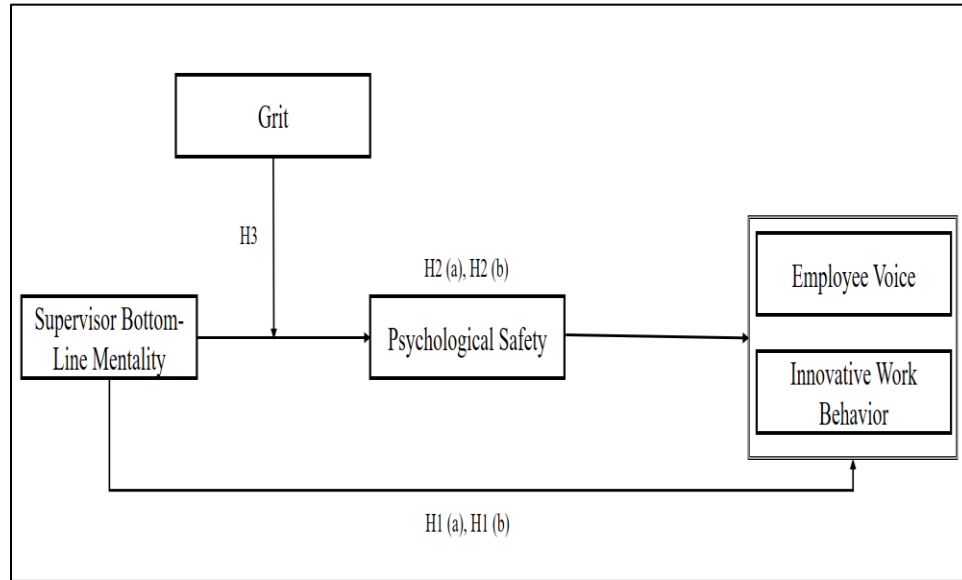 Grit
H3
H2 (a), H2 (b)
Supervisor Bottom-
Line Mentality
Psychological Safety
Employee Voice
Innovative Work
Behavior
H1 (a), H1 (b)